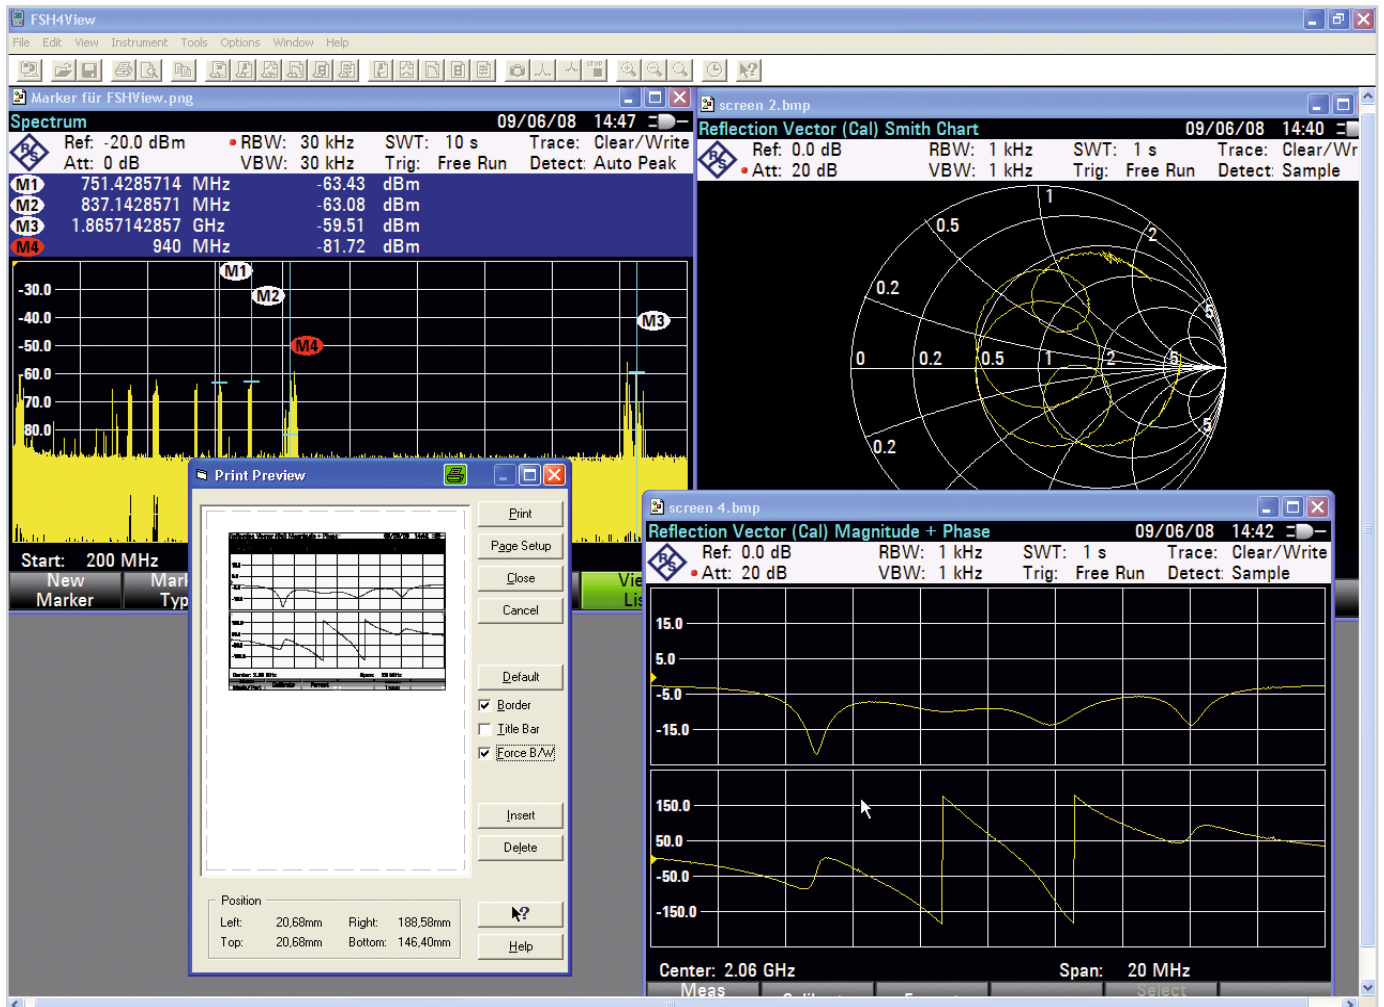 FSH4View
File Edit View Instrument Tools Options Window Help
STOP
Marker für FSHView.png
Spectrum 09/06/08 14:47
R&S
Ref: -20.0 dBm RBW: 30 kHz SWT: 10 s Trace: Clear/Write
Att: 0 dB VBW: 30 kHz Trig: Free Run Detect: Auto Peak
M1 751.4285714 MHz -63.43 dBm
M2 837.1428571 MHz -63.08 dBm
M3 1.8657142857 GHz -59.51 dBm
M4 940 MHz -81.72 dBm
M1
M2
M3
M4
-30.0
-40.0
-50.0
-60.0
-70.0
-80.0
Start: 200 MHz
New Marker
screen 2.bmp
Reflection Vector (Cal) Smith Chart 09/06/08 14:40
R&S
Ref: 0.0 dB RBW: 1 kHz SWT: 1 s Trace: Clear/Wr
Att: 20 dB VBW: 1 kHz Trig: Free Run Detect: Sample
1
0.5
2
0.2
5
0 0.2 0.5 1 2 5
5
0.2
Print Preview
Print
Page Setup
Close
Cancel
Default
Border
Title Bar
Force B/W
Insert
Delete
Help
Position
Left: 20,68mm Right: 188,58mm
Top: 20,68mm Bottom: 146,40mm
screen 4.bmp
Reflection Vector (Cal) Magnitude + Phase 09/06/08 14:42
R&S
Ref: 0.0 dB RBW: 1 kHz SWT: 1 s Trace: Clear/Write
Att: 20 dB VBW: 1 kHz Trig: Free Run Detect: Sample
15.0
5.0
-5.0
-15.0
150.0
50.0
-50.0
-150.0
Center: 2.06 GHz Span: 20 MHz
Meas Select